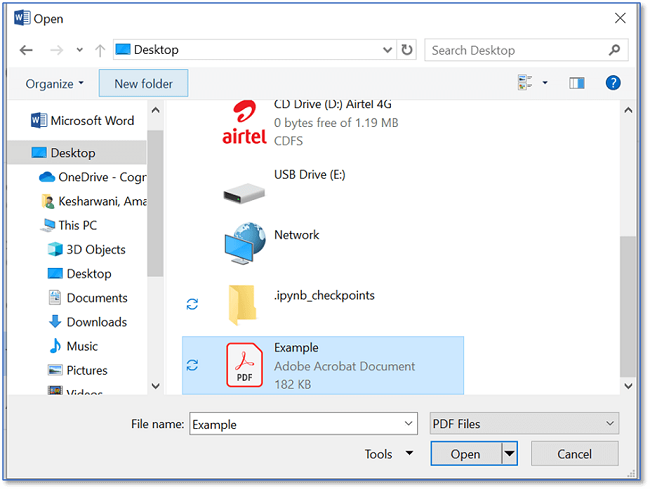 Open
Desktop
Search Desktop
Organize
New folder
?
Microsoft Word
Desktop
OneDrive - Cogn
Kesharwani, Ama
This PC
3D Objects
Desktop
Documents
Downloads
Music
Pictures
Videos
airtel
CD Drive (D:) Airtel 4G
0 bytes free of 1.19 MB
CDFS
USB Drive (E:)
Network
.ipynb_checkpoints
PDF
Example
Adobe Acrobat Document
182 KB
File name: Example
PDF Files
Tools
Open
Cancel